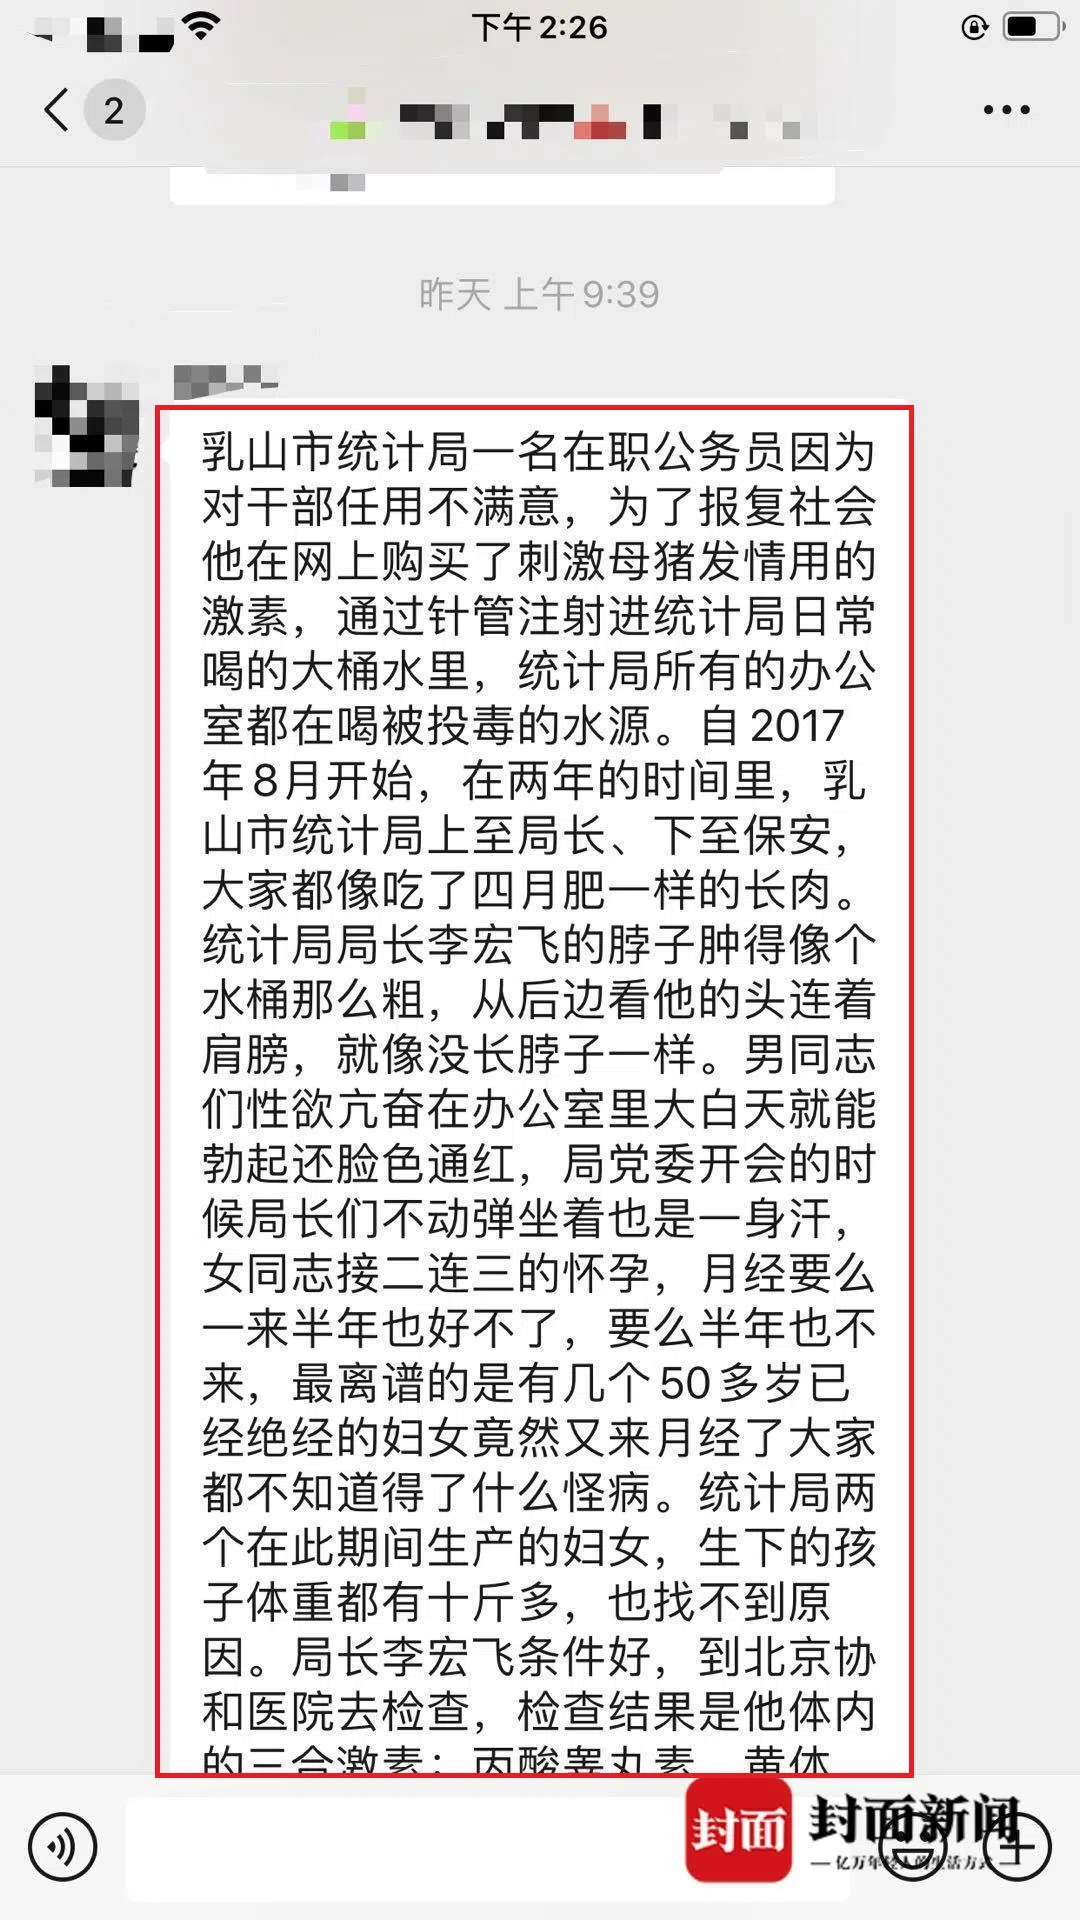 下午2:26
2
昨天 上午9:39
乳山市统计局一名在职公务员因为
对干部任用不满意，为了报复社会
他在网上购买了刺激母猪发情用的
激素，通过针管注射进统计局日常
喝的大桶水里，统计局所有的办公
室都在喝被投毒的水源。自2017
年8月开始，在两年的时间里，乳
山市统计局上至局长、下至保安，
大家都像吃了四月肥一样的长肉。
统计局局长李宏飞的脖子肿得像个
水桶那么粗，从后边看他的头连着
肩膀，就像没长脖子一样。男同志
们性欲亢奋在办公室里大白天就能
勃起还脸色通红，局党委开会的时
候局长们不动弹坐着也是一身汗，
女同志接二连三的怀孕，月经要么
一来半年也好不了，要么半年也不
来，最离谱的是有几个50多岁已
经绝经的妇女竟然又来月经了大家
都不知道得了什么怪病。统计局两
个在此期间生产的妇女，生下的孩
子体重都有十斤多，也找不到原
因。局长李宏飞条件好，到北京协
和医院去检查，检查结果是他体内
的三合激素：丙酸睾丸素、黄体
封面
封面新闻
亿万年轻人的生活方式